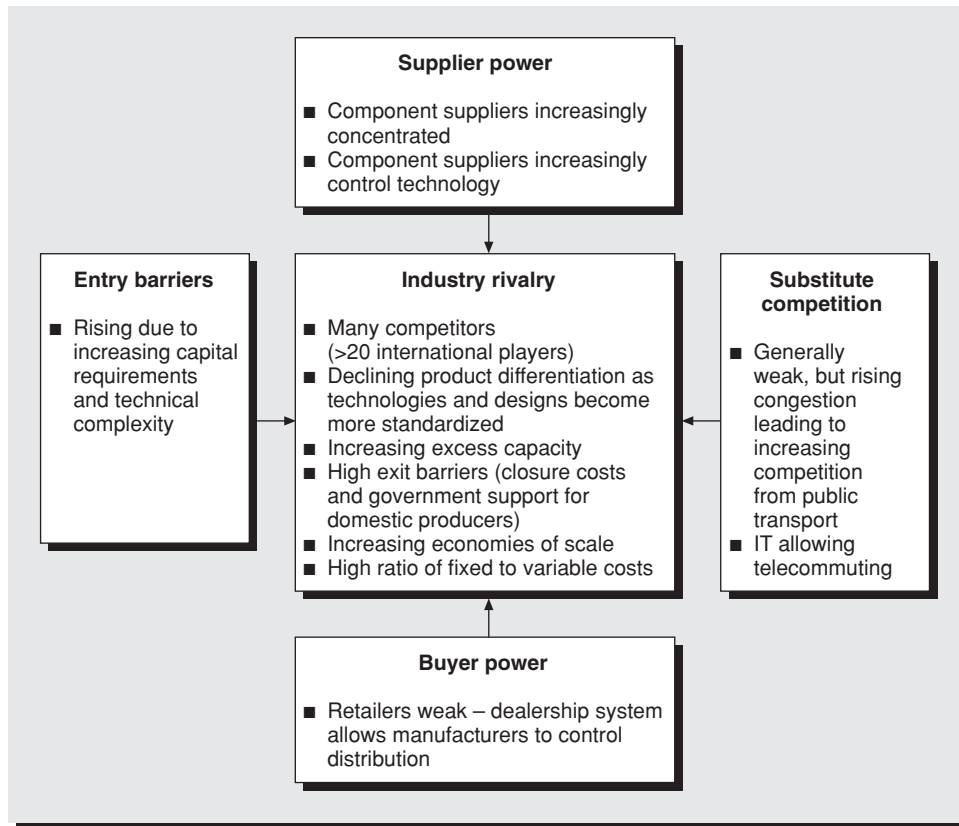 Supplier power
■ Component suppliers increasingly
concentrated
■ Component suppliers increasingly
control technology
Entry barriers
■ Rising due to
increasing capital
requirements
and technical
complexity
Industry rivalry
■ Many competitors
(>20 international players)
■ Declining product differentiation as
technologies and designs become
more standardized
■ Increasing excess capacity
■ High exit barriers (closure costs
and government support for
domestic producers)
■ Increasing economies of scale
■ High ratio of fixed to variable costs
Substitute
competition
■ Generally
weak, but rising
congestion
leading to
increasing
competition
from public
transport
■ IT allowing
telecommuting
Buyer power
■ Retailers weak – dealership system
allows manufacturers to control
distribution